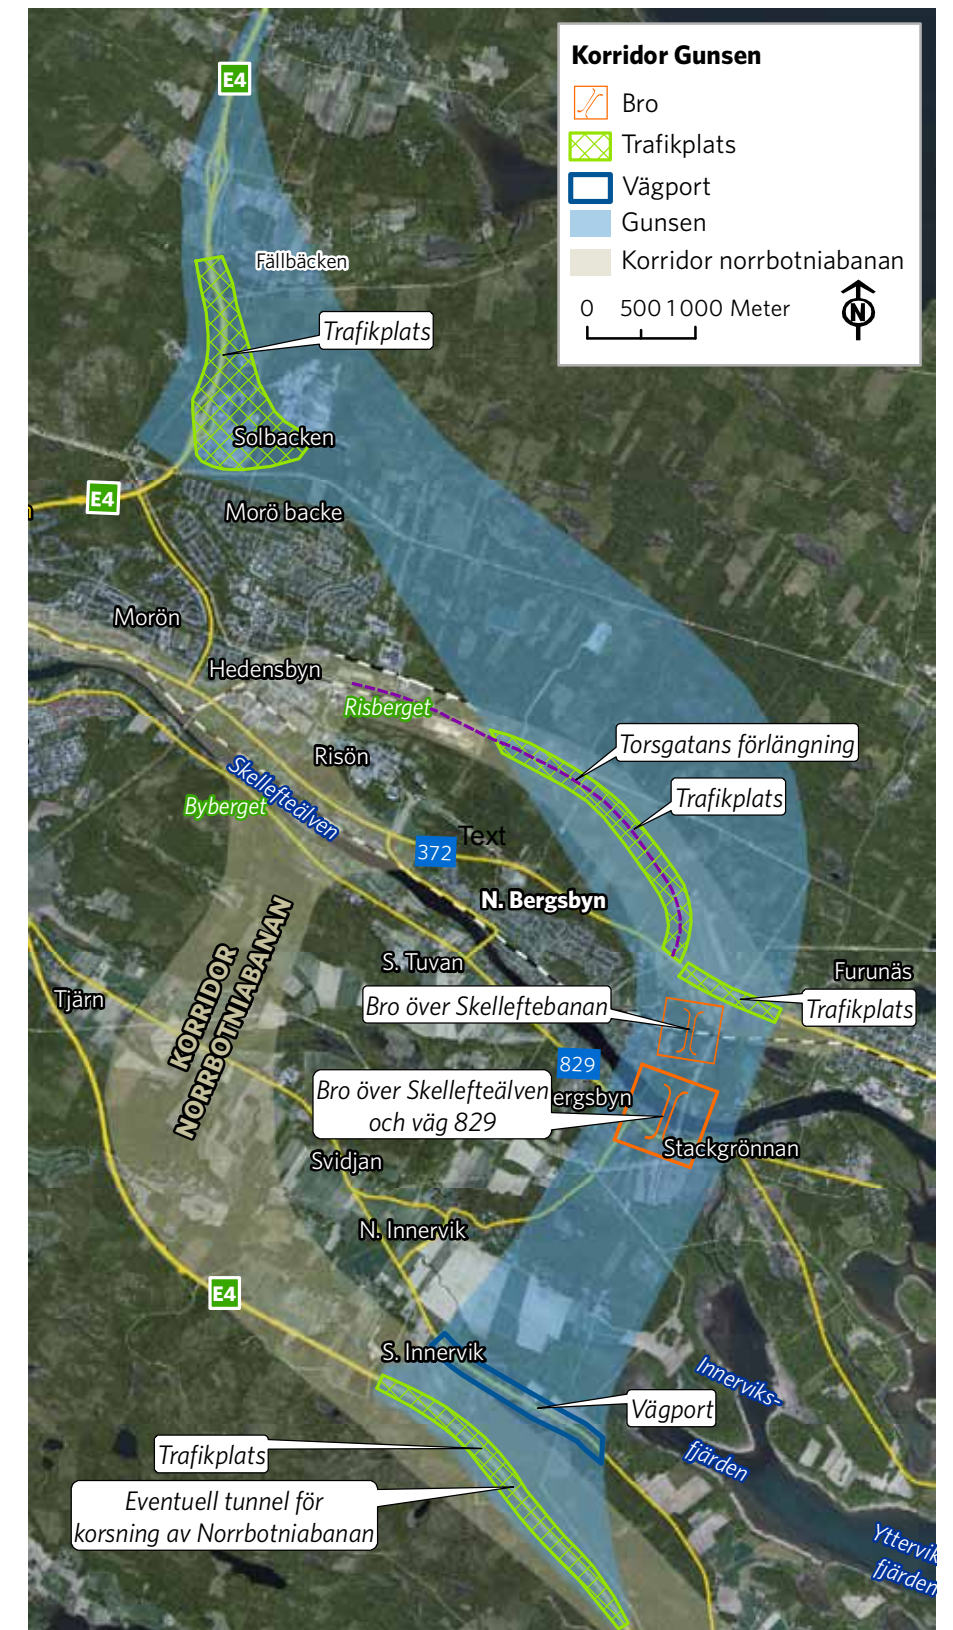 Korridor Gunsen
Bro
Trafikplats
Vägport
Gunsen
Korridor norrbotniabanan
0 500 1000 Meter
N
E4
Fällbäcken
Trafikplats
Solbacken
E4
Morö backe
Morön
Hedensbyn
Risberget
Risön
Torsgatans förlängning
Trafikplats
Skellefteälven
Byberget
Text
372
N. Bergsbyn
KORRIDOR
NORRBOTNIABANAN
S. Tuvan
Furunäs
Tjärn
Bro över Skelleftebanan
Trafikplats
829
Bro över Skellefteälven
och väg 829
ergsbyn
Stackgrönnan
Svidjan
N. Innervik
E4
S. Innervik
Innerviks-
fjärden
Vägport
Trafikplats
Eventuell tunnel för
korsning av Norrbotniabanan
Yttervik
fjärden